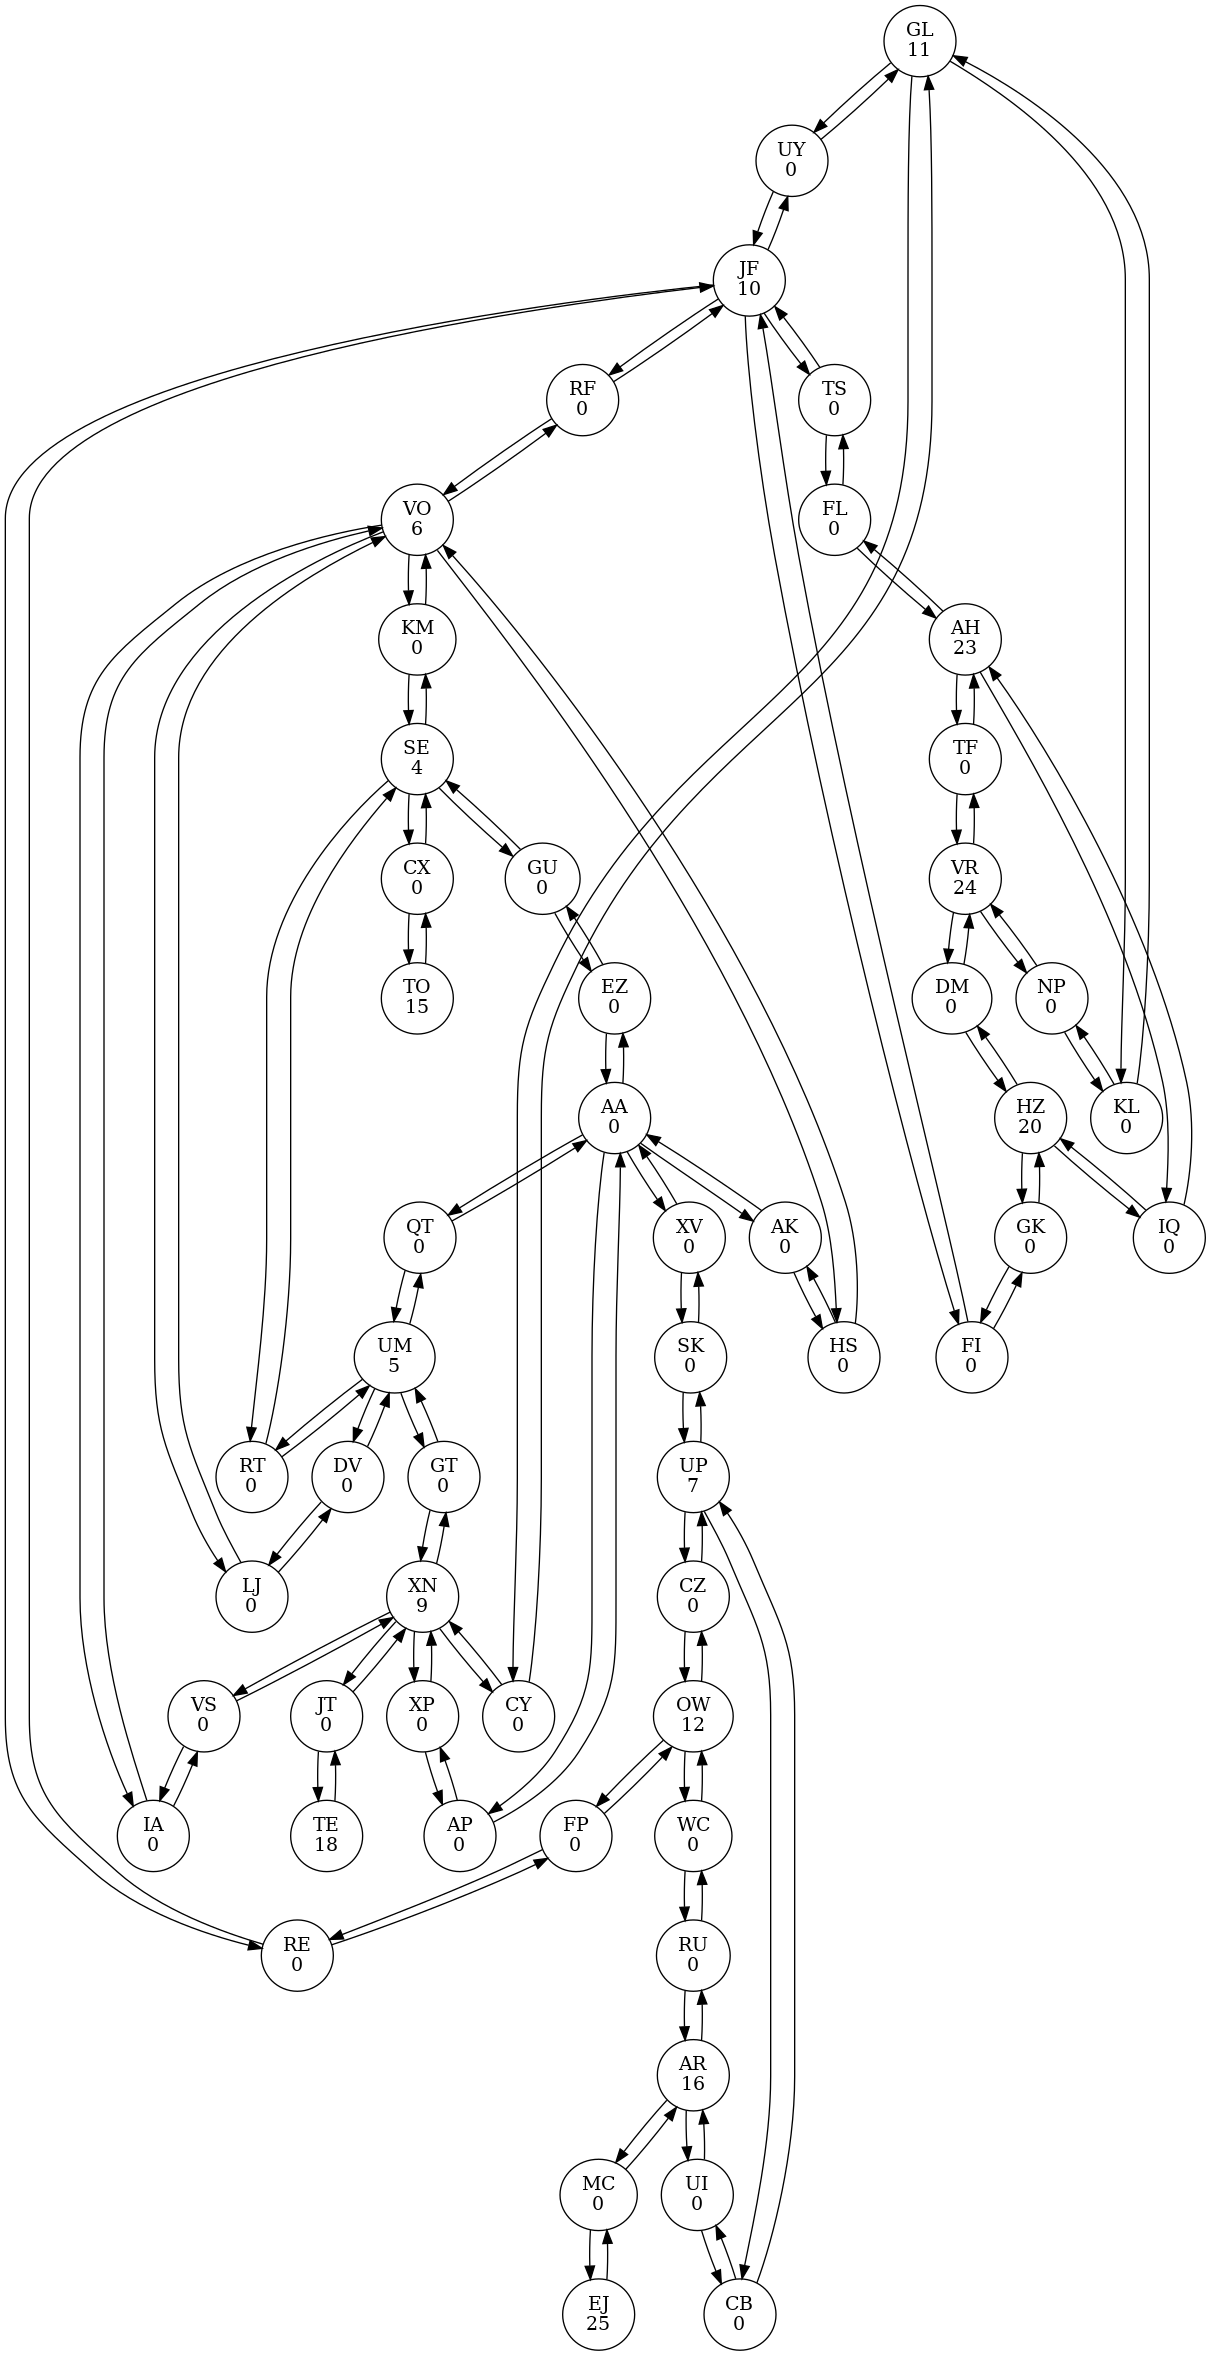 GL
11
UY
0
JF
10
RF
0
TS
0
VO
6
FL
0
KM
0
AH
23
SE
4
TF
0
CX
0
GU
0
VR
24
TO
15
EZ
0
DM
0
NP
0
AA
0
HZ
20
KL
0
QT
0
XV
0
AK
0
GK
0
IQ
0
UM
5
SK
0
HS
0
FI
0
RT
0
DV
0
GT
0
UP
7
LJ
0
XN
9
CZ
0
VS
0
JT
0
XP
0
CY
0
OW
12
IA
0
TE
18
AP
0
FP
0
WC
0
RE
0
RU
0
AR
16
MC
0
UI
0
EJ
25
CB
0